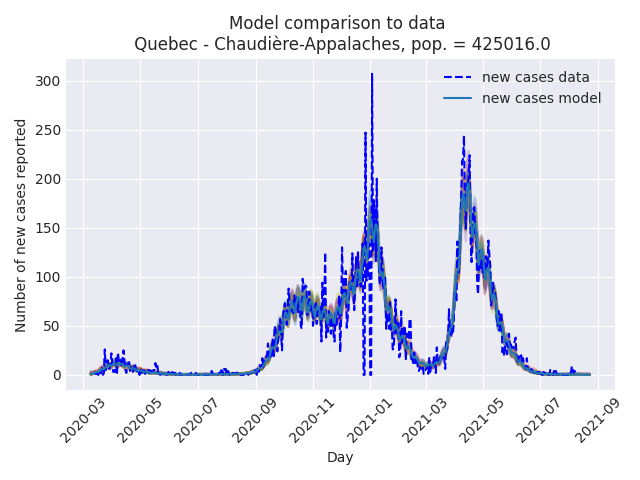 Model comparison to data
Quebec - Chaudière-Appalaches, pop. = 425016.0
new cases data
new cases model
Number of new cases reported
300
250
200
150
100
50
0
2020-03
2020-05
2020-07
2020-09
2020-11
2021-01
2021-03
2021-05
2021-07
2021-09
Day